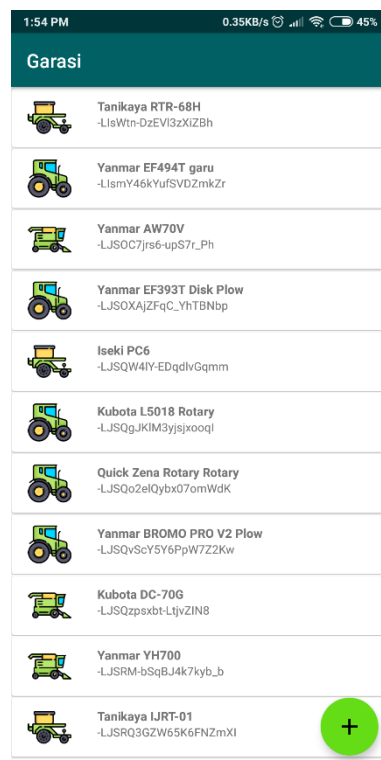 1:54 PM 0.35KB/s 45%
Garasi
Tanikaya RTR-68H
-LIsWtn-DzEVl3zXiZBh
Yanmar EF494T garu
-LIsmY46kYufSVDZmkZr
Yanmar AW70V
-LJSOC7jrs6-upS7r_Ph
Yanmar EF393T Disk Plow
-LJSOXAjZFqC_YhTBNbp
Iseki PC6
-LJSQW4lY-EDqdlvGqmm
Kubota L5018 Rotary
-LJSQgJKlM3yjsjxooql
Quick Zena Rotary Rotary
-LJSQo2elQybx07omWdK
Yanmar BROMO PRO V2 Plow
-LJSQvScY5Y6PpW7Z2Kw
Kubota DC-70G
-LJSQzpsxbt-LtjvZIN8
Yanmar YH700
-LJSRM-bSqBJ4k7kyb_b
Tanikaya IJRT-01
-LJSRQ3GZW65K6FNZmXI
+